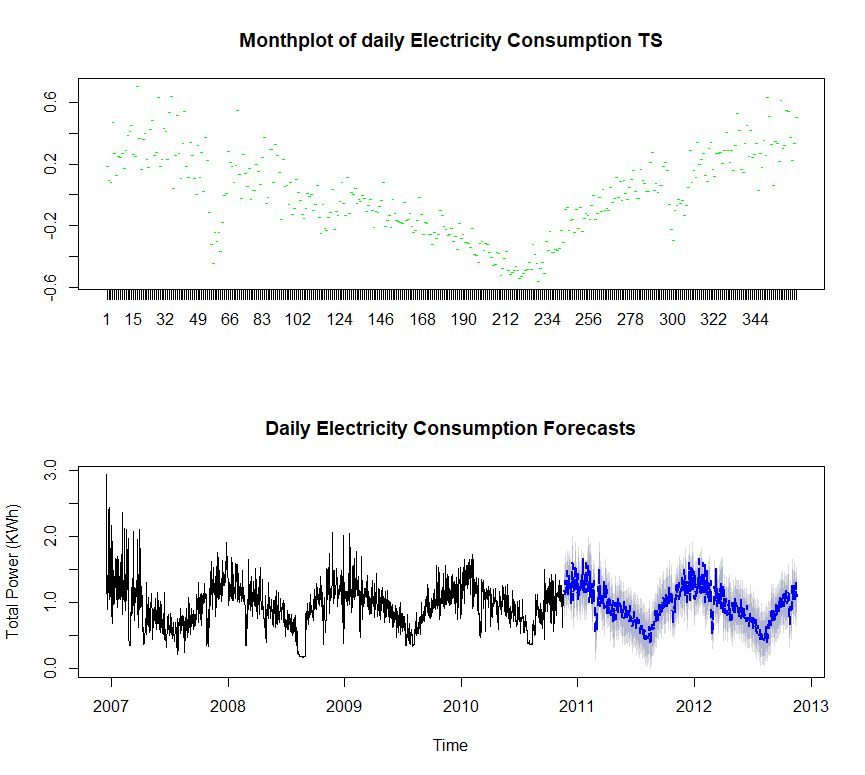 Monthplot of daily Electricity Consumption TS
0.6
0.2
-0.2
-0.6
1 15 32 49 66 83 102 124 146 168 190 212 234 256 278 300 322 344
Daily Electricity Consumption Forecasts
3.0
2.0
1.0
0.0
Total Power (KWh)
2007 2008 2009 2010 2011 2012 2013
Time